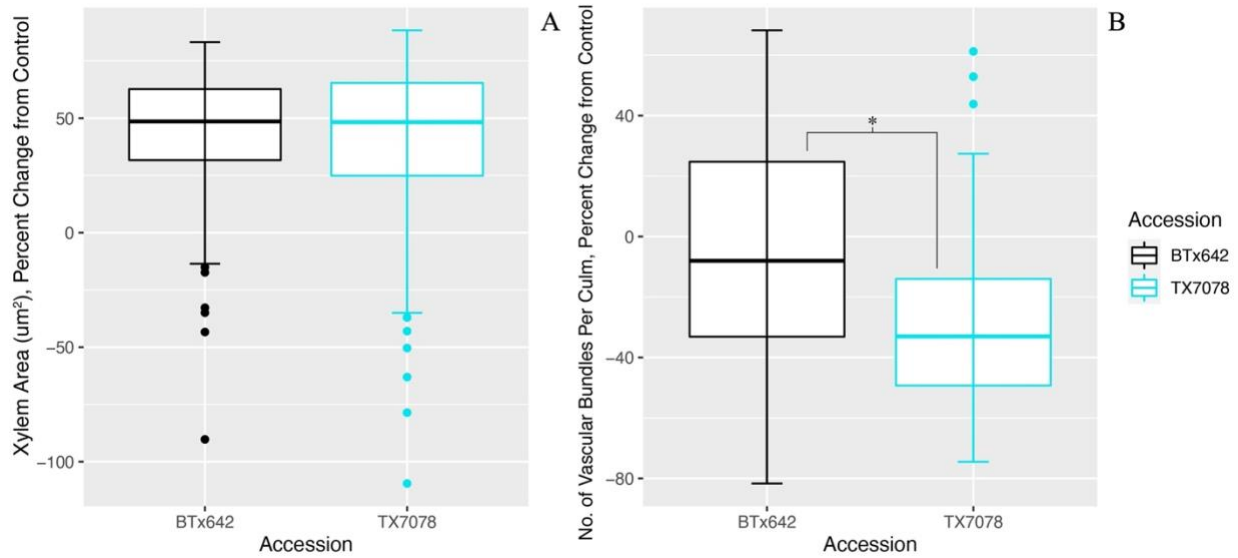 A
Xylem Area (um²), Percent Change from Control
50
0
−50
−100
BTx642 TX7078
Accession
B
No. of Vascular Bundles Per Culm, Percent Change from Control
40
0
−40
−80
*
BTx642 TX7078
Accession
Accession
BTx642
TX7078